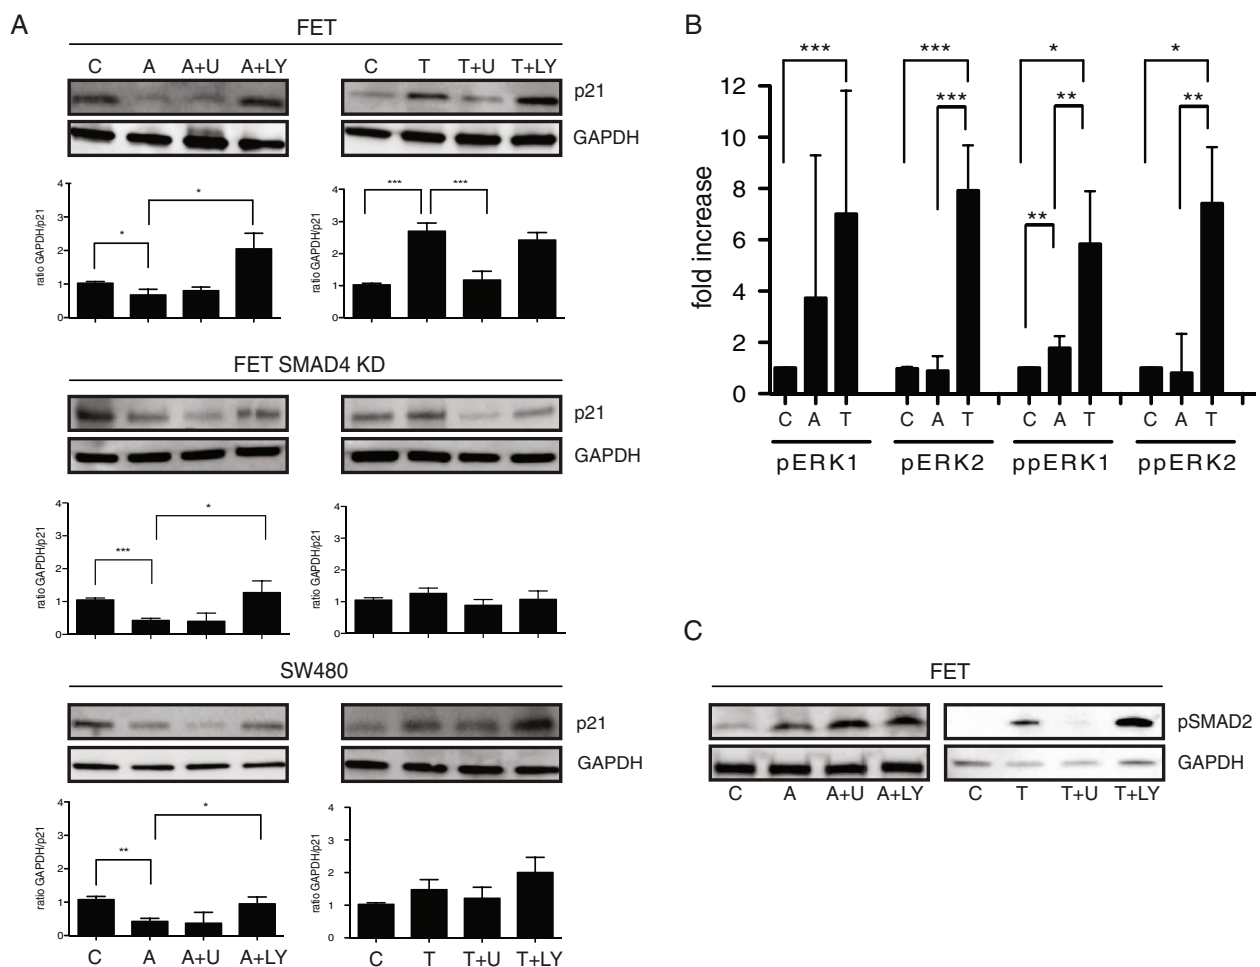 A
FET
C A A+U A+LY
C T T+U T+LY
p21
GAPDH
ratio GAPDH/p21
4
3
2
1
0
*
*
ratio GAPDH/p21
4
3
2
1
0
***
***
FET SMAD4 KD
p21
GAPDH
ratio GAPDH/p21
4
3
2
1
0
***
*
ratio GAPDH/p21
4
3
2
1
0
SW480
p21
GAPDH
ratio GAPDH/p21
4
3
2
1
0
**
*
C A A+U A+LY
ratio GAPDH/p21
4
3
2
1
0
C T T+U T+LY
B
fold increase
12
10
8
6
4
2
0
*** *** * *
*** ** **
**
C A T C A T C A T C A T
pERK1 pERK2 ppERK1 ppERK2
C
FET
pSMAD2
GAPDH
C A A+U A+LY C T T+U T+LY